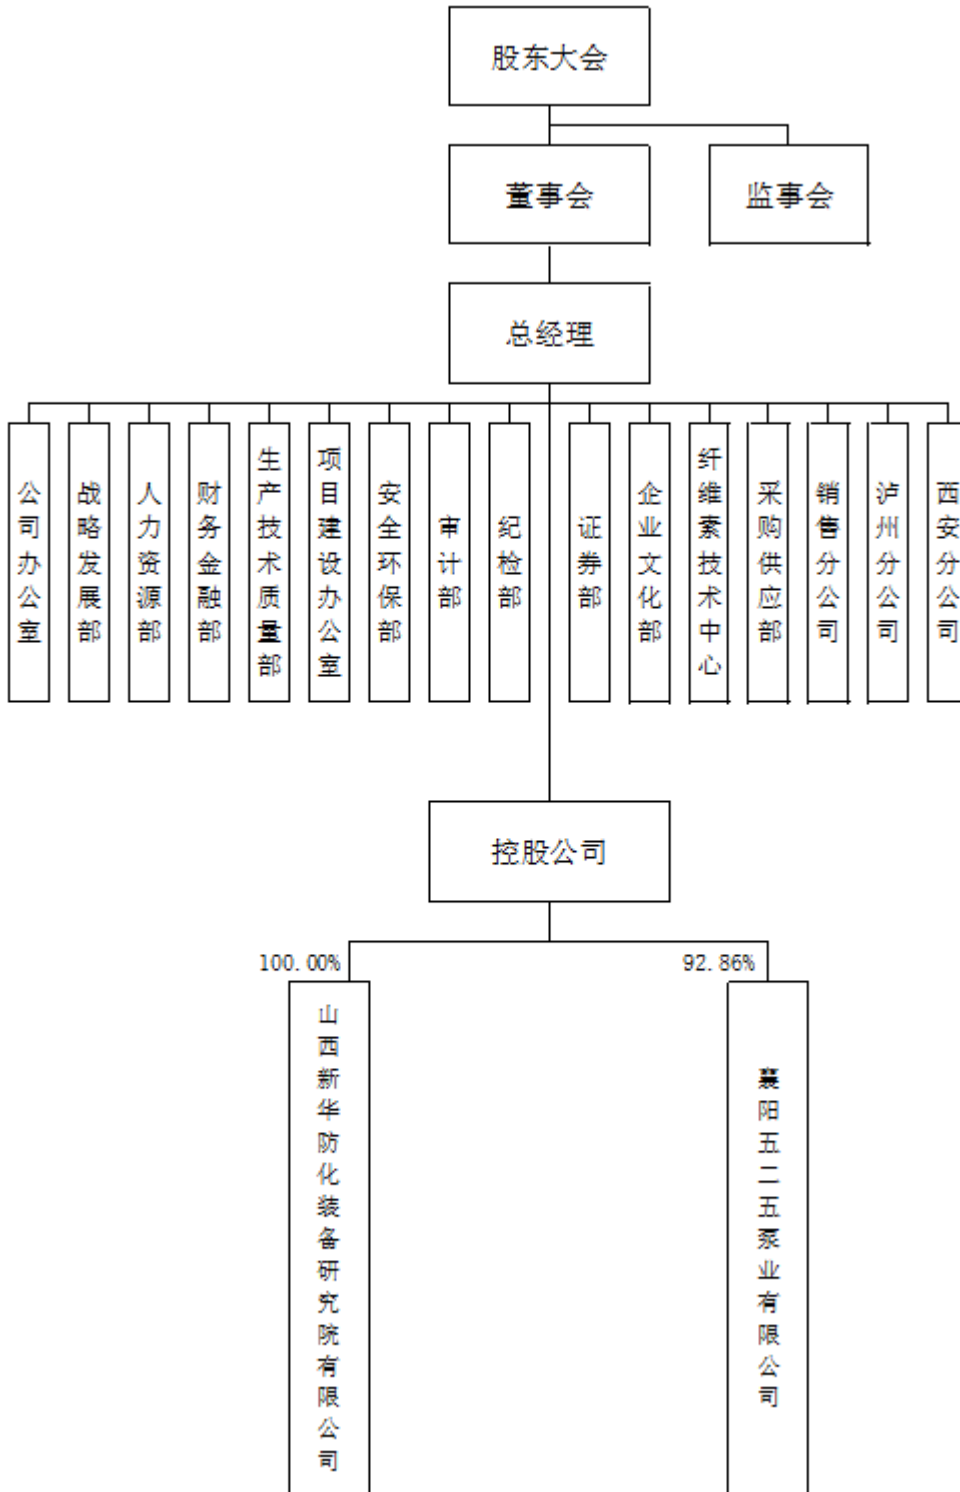 股东大会
董事会
监事会
总经理
公司办公室
战略发展部
人力资源部
财务金融部
生产技术质量部
项目建设办公室
安全环保部
审计部
纪检部
证券部
企业文化部
纤维素技术中心
采购供应部
销售分公司
泸州分公司
西安分公司
控股公司
100.00%
92.86%
山西新华防化装备研究院有限公司
襄阳五二五泵业有限公司